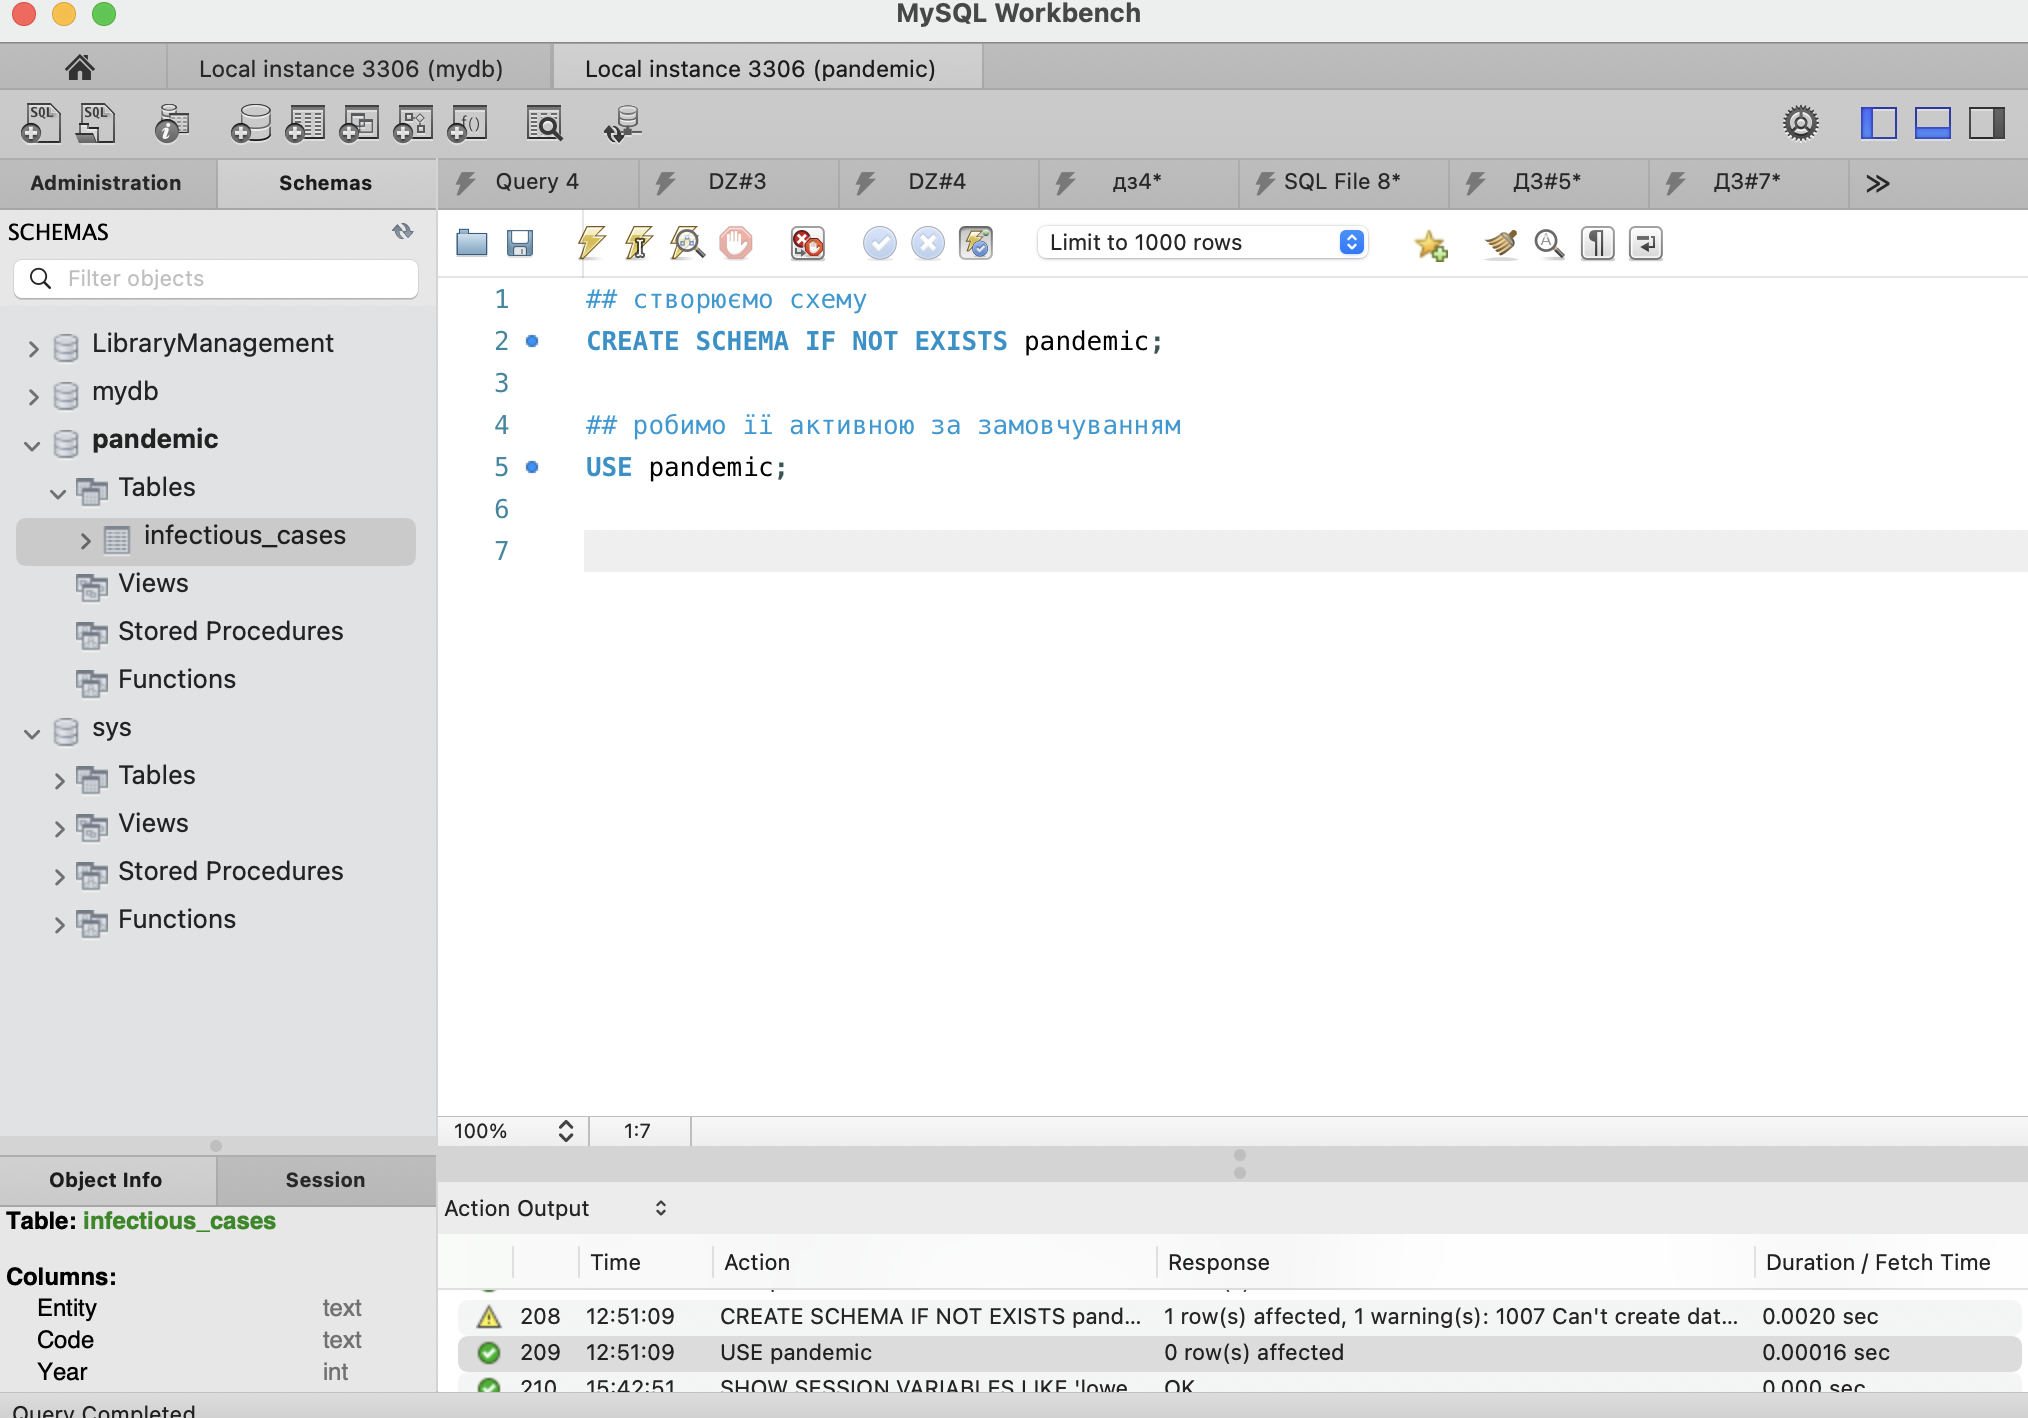 MySQL Workbench
Local instance 3306 (mydb)
Local instance 3306 (pandemic)
SQL
SQL
f()
Administration
Schemas
Query 4
DZ#3
DZ#4
дз4*
SQL File 8*
ДЗ#5*
ДЗ#7*
SCHEMAS
Filter objects
Limit to 1000 rows
LibraryManagement
mydb
pandemic
Tables
infectious_cases
Views
Stored Procedures
Functions
sys
Tables
Views
Stored Procedures
Functions
1 ## створюємо схему
2 CREATE SCHEMA IF NOT EXISTS pandemic;
3
4 ## робимо її активною за замовчуванням
5 USE pandemic;
6
7
100%
1:7
Object Info
Session
Table: infectious_cases
Columns:
Entity text
Code text
Year int
Action Output
Time Action Response Duration / Fetch Time
208 12:51:09 CREATE SCHEMA IF NOT EXISTS pand... 1 row(s) affected, 1 warning(s): 1007 Can't create dat... 0.0020 sec
209 12:51:09 USE pandemic 0 row(s) affected 0.00016 sec
210 15:42:51 SHOW SESSION VARIABLES LIKE 'lowe... OK 0.000 sec
Query Completed